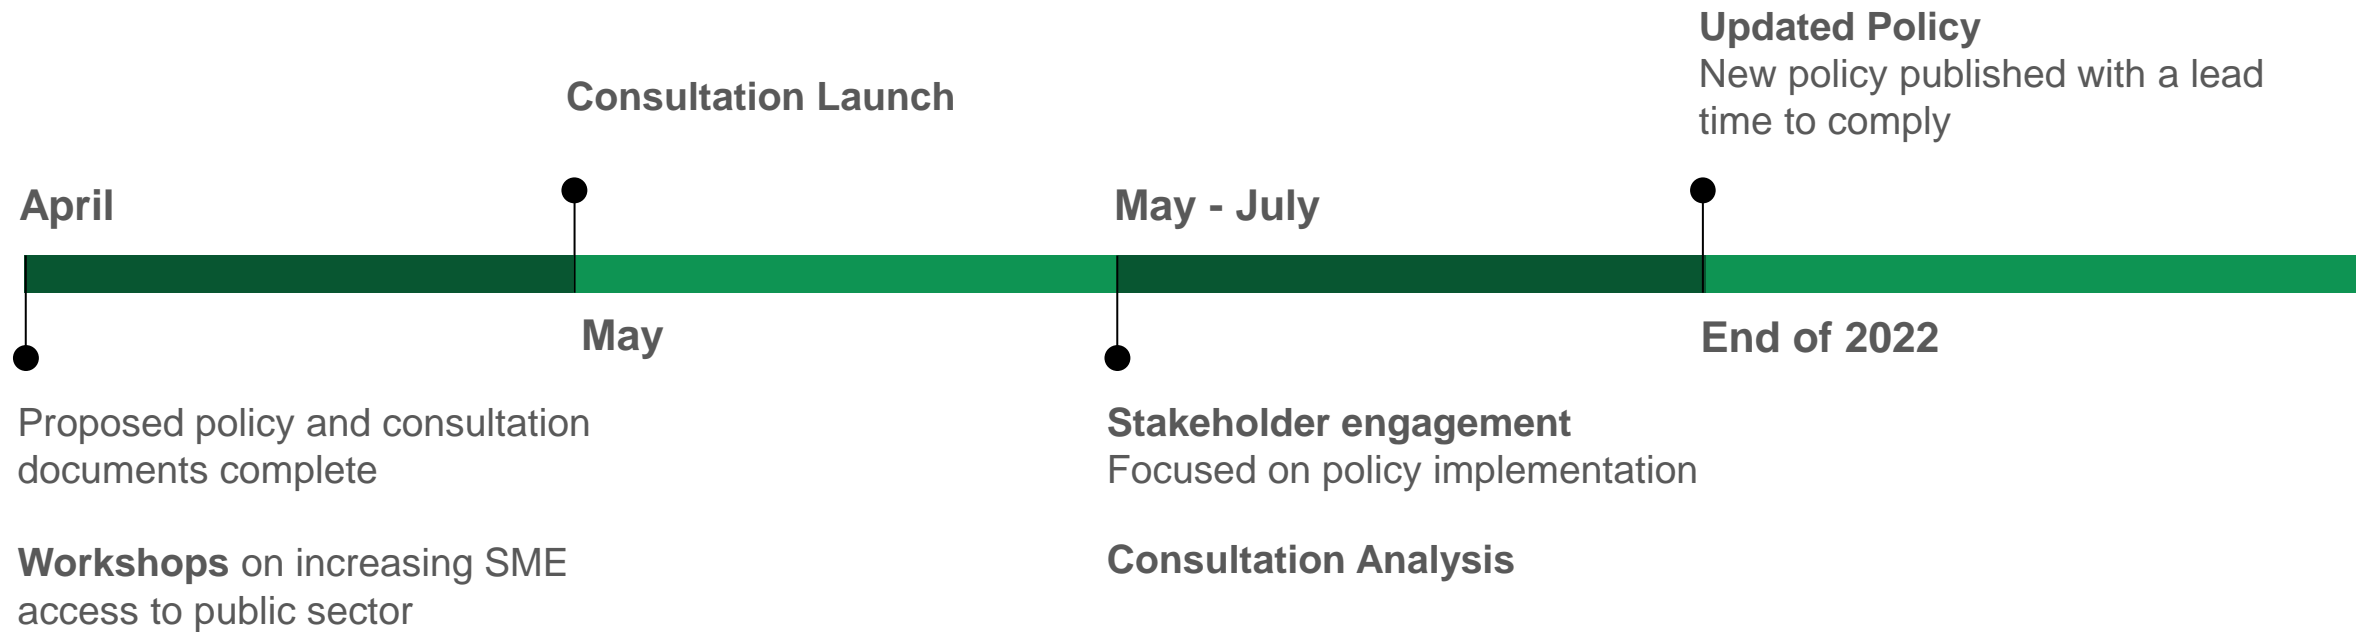 April
Proposed policy and consultation
documents complete
Workshops on increasing SME
access to public sector
Consultation Launch
May
May - July
Stakeholder engagement
Focused on policy implementation
Consultation Analysis
Updated Policy
New policy published with a lead
time to comply
End of 2022